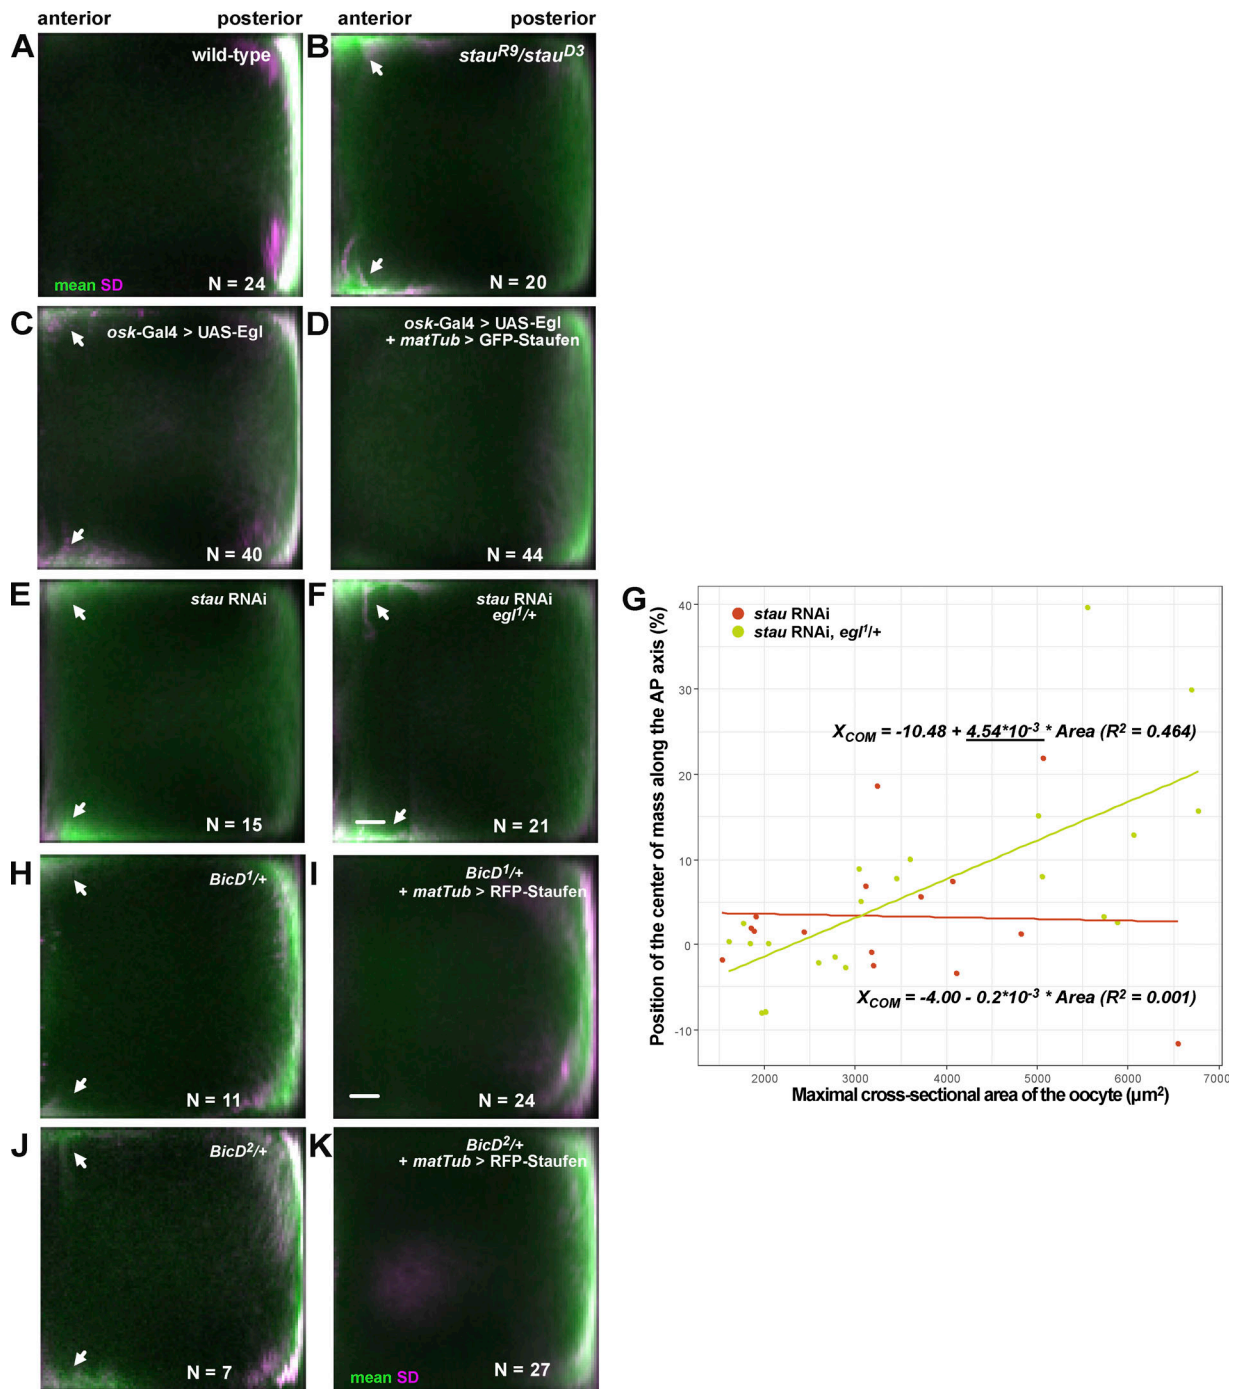 anterior posterior anterior posterior
A wild-type B stauR9/stauD3
mean SD N = 24 N = 20
C osk-Gal4 > UAS-Egl D osk-Gal4 > UAS-Egl
+ matTub > GFP-Staufen
N = 40 N = 44
E stau RNAi F stau RNAi
egl1/+
N = 15 N = 21
G
stau RNAi
stau RNAi, egl1/+
Position of the center of mass along the AP axis (%)
40
30
20
10
0
-10
XCOM = -10.48 + 4.54*10-3 * Area (R2 = 0.464)
XCOM = -4.00 - 0.2*10-3 * Area (R2 = 0.001)
2000 3000 4000 5000 6000 7000
Maximal cross-sectional area of the oocyte (µm2)
H BicD1/+ I BicD1/+
+ matTub > RFP-Staufen
N = 11 N = 24
J BicD2/+ K BicD2/+
+ matTub > RFP-Staufen
N = 7 mean SD N = 27